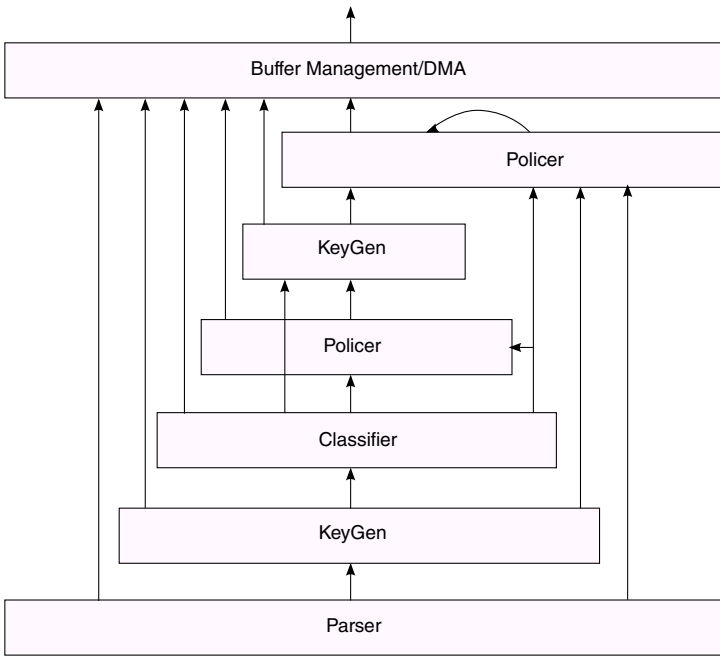 Buffer Management/DMA
Policer
KeyGen
Policer
Classifier
KeyGen
Parser